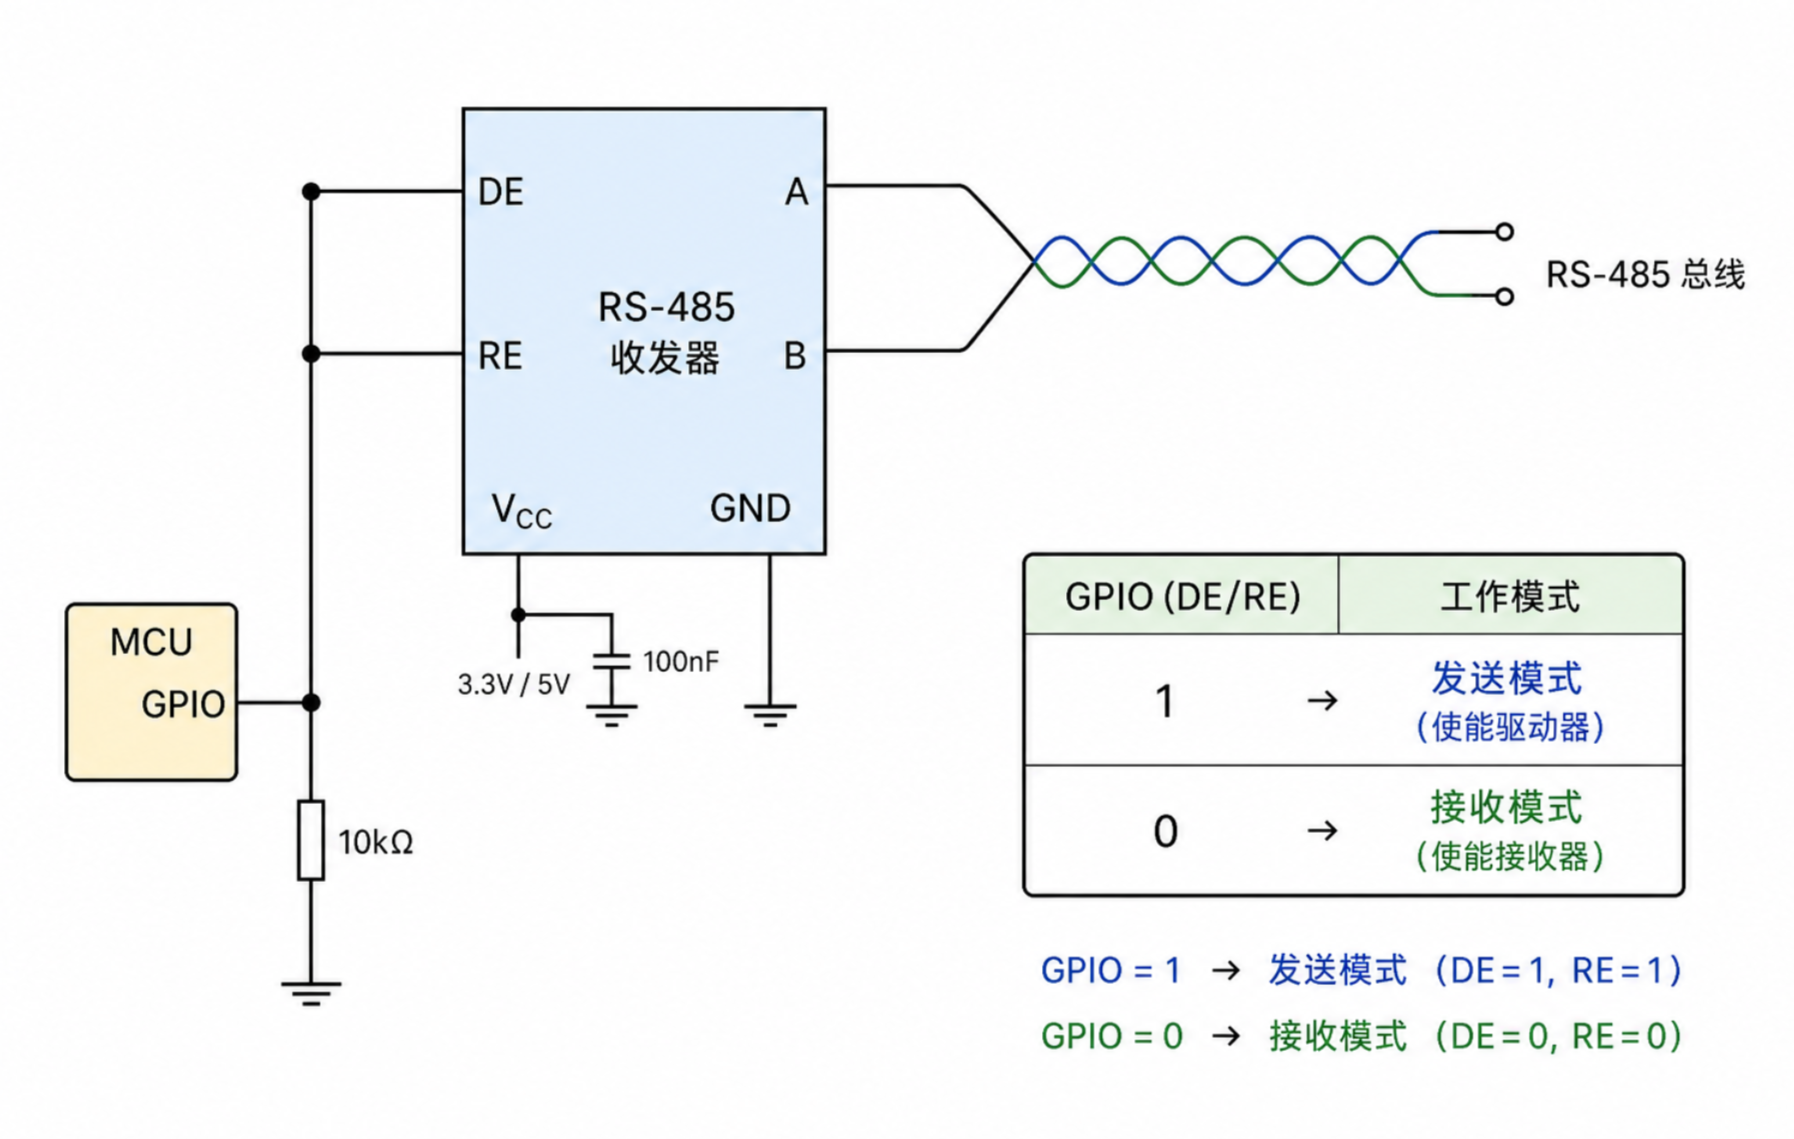 DE
A
RE
B
RS-485
收发器
V_CC
GND
RS-485 总线
MCU
GPIO
3.3V / 5V
100nF
10kΩ
GPIO (DE/RE) 工作模式
1 → 发送模式
(使能驱动器)
0 → 接收模式
(使能接收器)
GPIO = 1 → 发送模式 (DE=1, RE=1)
GPIO = 0 → 接收模式 (DE=0, RE=0)